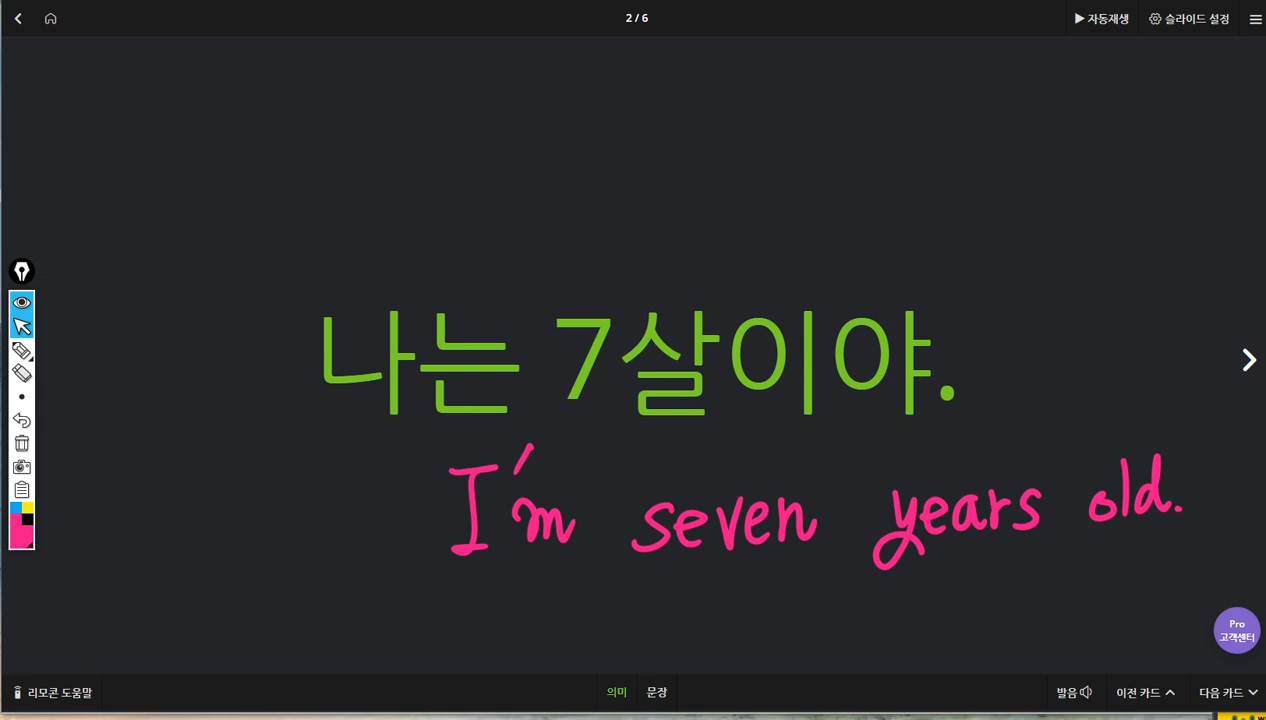 2 / 6
자동재생
슬라이드 설정
나는 7살이야.
I'm seven years old.
Pro
고객센터
리모콘 도움말
의미
문장
발음
이전 카드
다음 카드